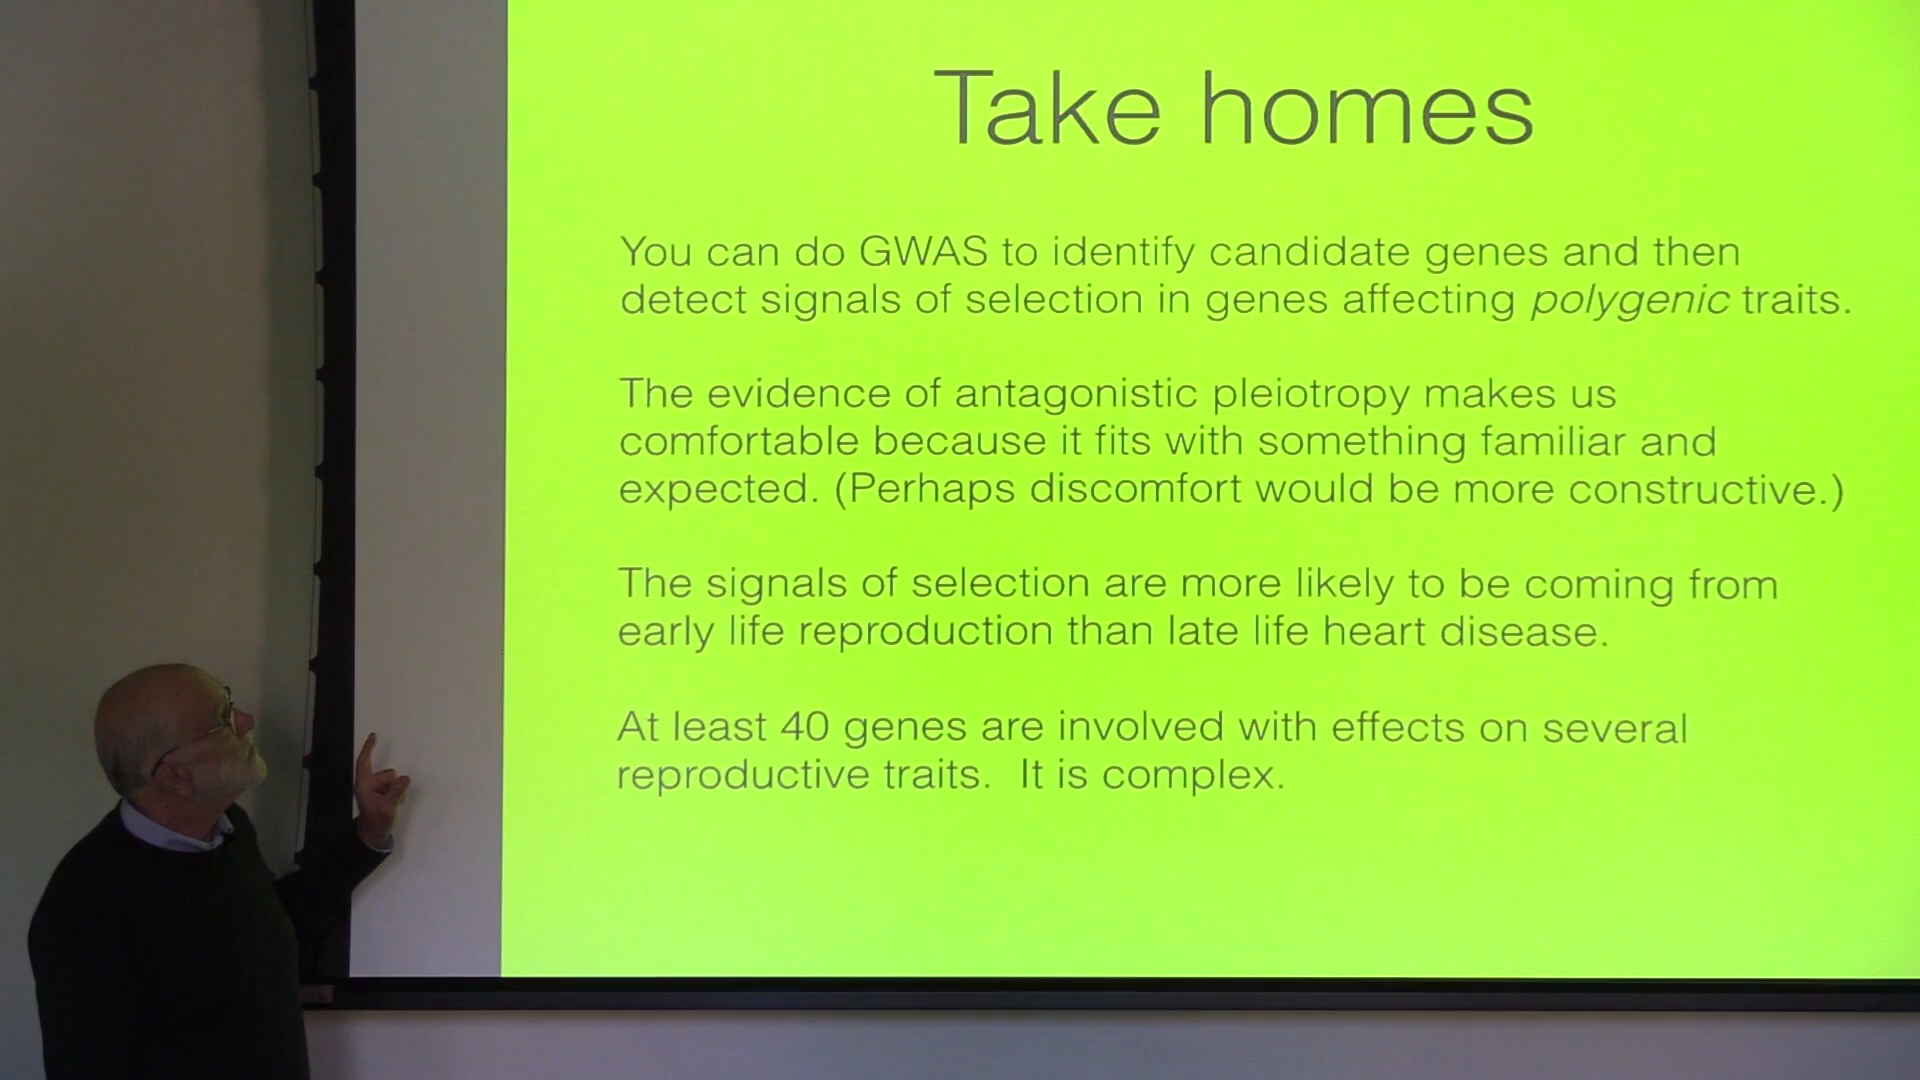 Take homes
You can do GWAS to identify candidate genes and then
detect signals of selection in genes affecting polygenic traits.
The evidence of antagonistic pleiotropy makes us
comfortable because it fits with something familiar and
expected. (Perhaps discomfort would be more constructive.)
The signals of selection are more likely to be coming from
early life reproduction than late life heart disease.
At least 40 genes are involved with effects on several
reproductive traits. It is complex.